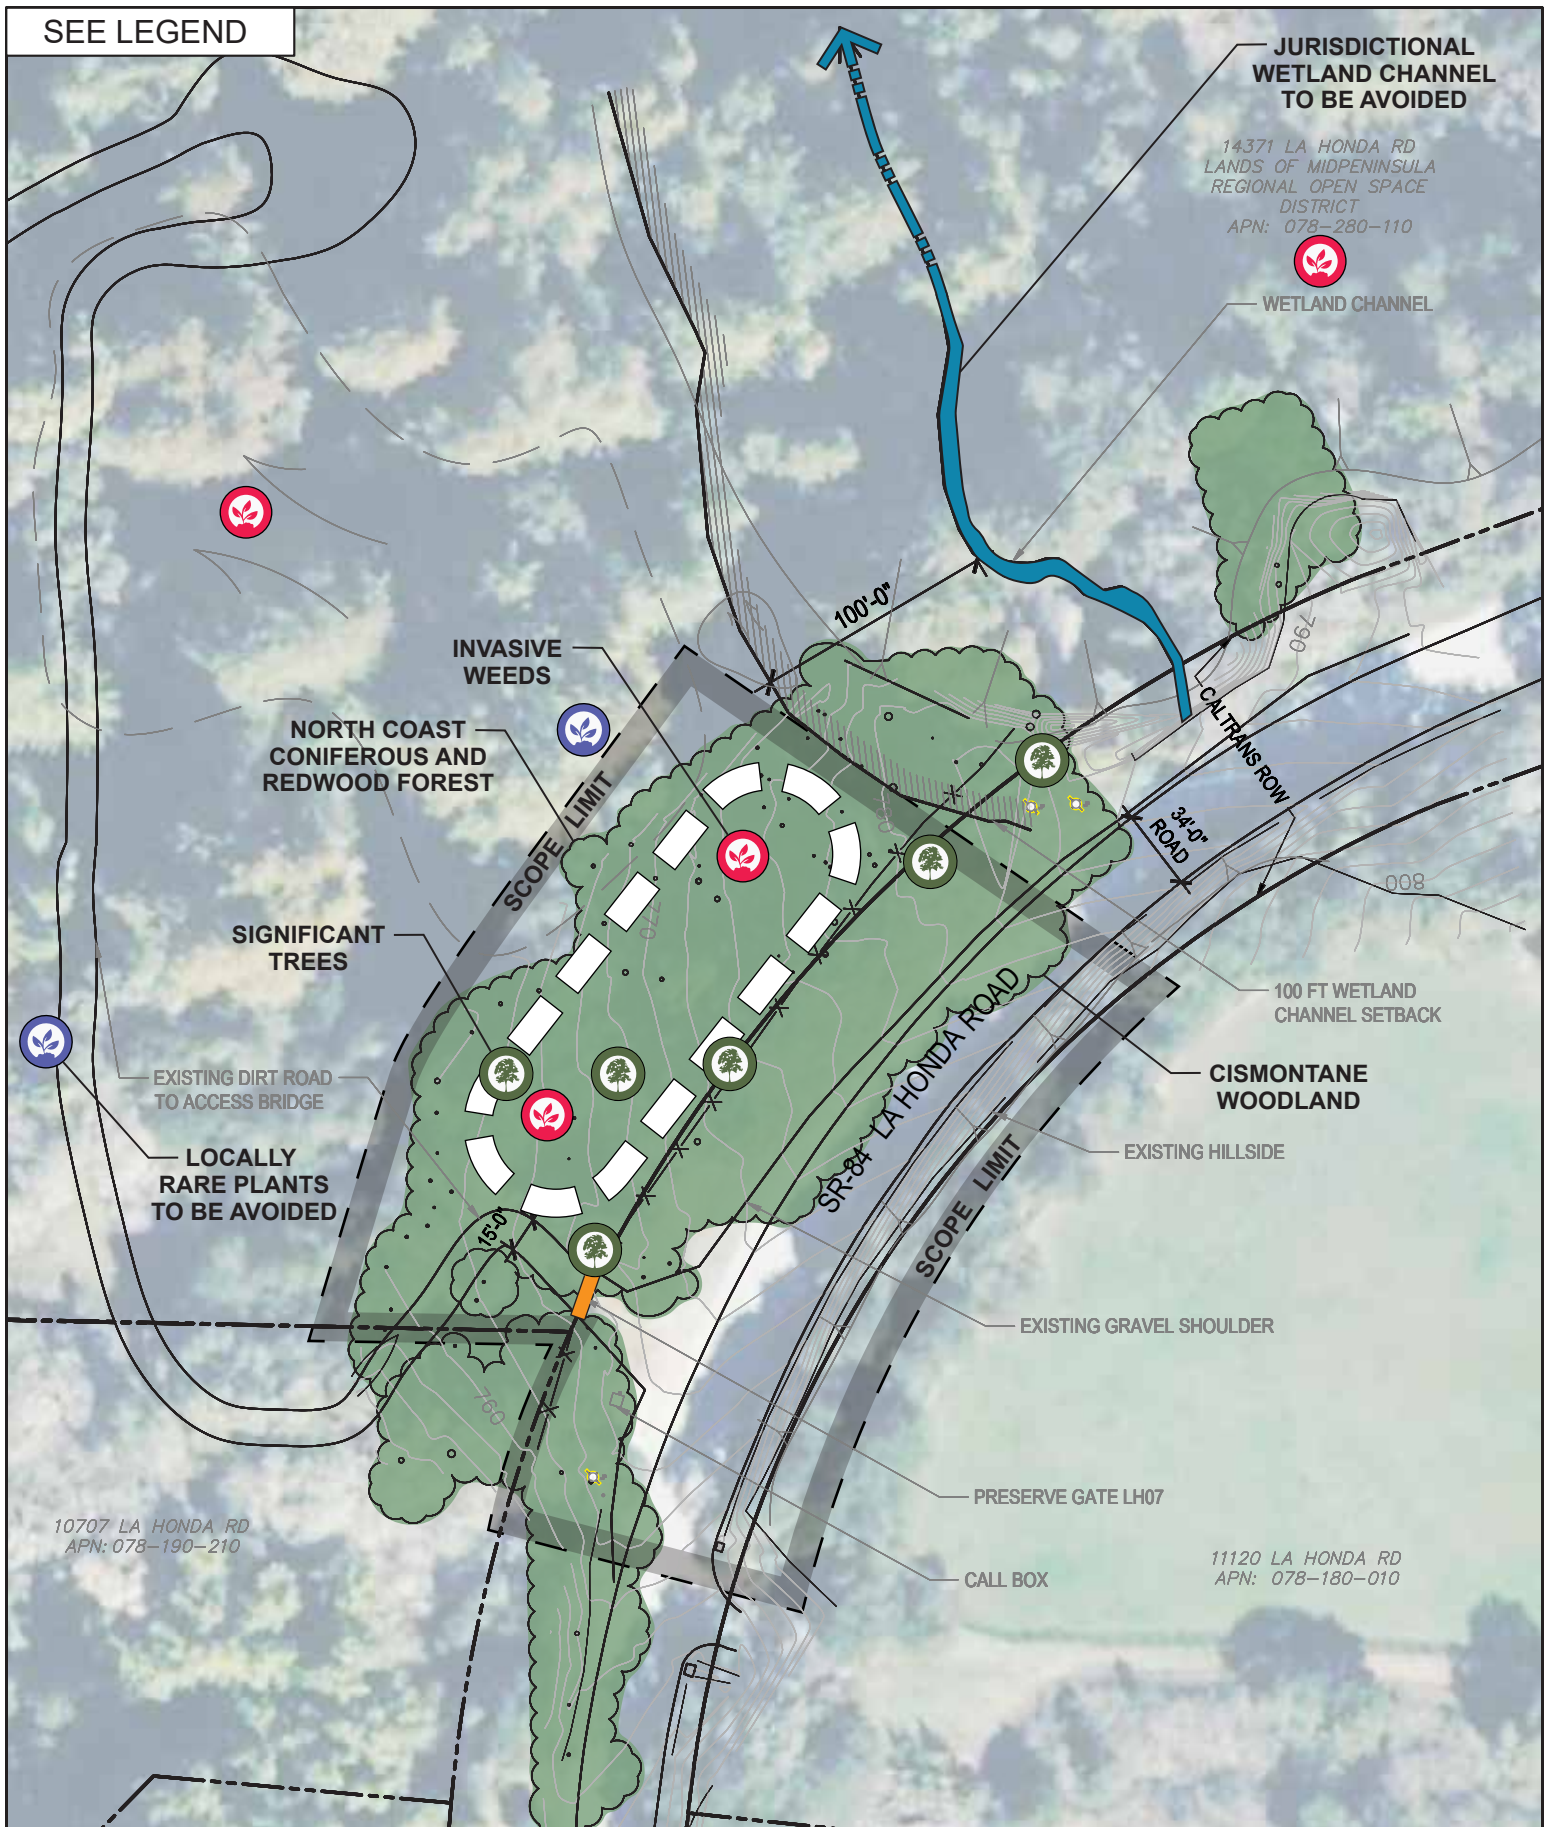 SEE LEGEND
JURISDICTIONAL
WETLAND CHANNEL
TO BE AVOIDED
14371 LA HONDA RD
LANDS OF MIDPENINSULA
REGIONAL OPEN SPACE
DISTRICT
APN: 078-280-110
WETLAND CHANNEL
100'-0"
790
INVASIVE
WEEDS
NORTH COAST
CONIFEROUS AND
REDWOOD FOREST
SCOPE LIMIT
CALTRANS ROW
34'-0"
ROAD
800
770
SIGNIFICANT
TREES
100 FT WETLAND
CHANNEL SETBACK
SR-84 LA HONDA ROAD
CISMONTANE
WOODLAND
EXISTING DIRT ROAD
TO ACCESS BRIDGE
EXISTING HILLSIDE
LOCALLY
RARE PLANTS
TO BE AVOIDED
SCOPE LIMIT
15'-0"
EXISTING GRAVEL SHOULDER
760
PRESERVE GATE LH07
10707 LA HONDA RD
APN: 078-190-210
CALL BOX
11120 LA HONDA RD
APN: 078-180-010